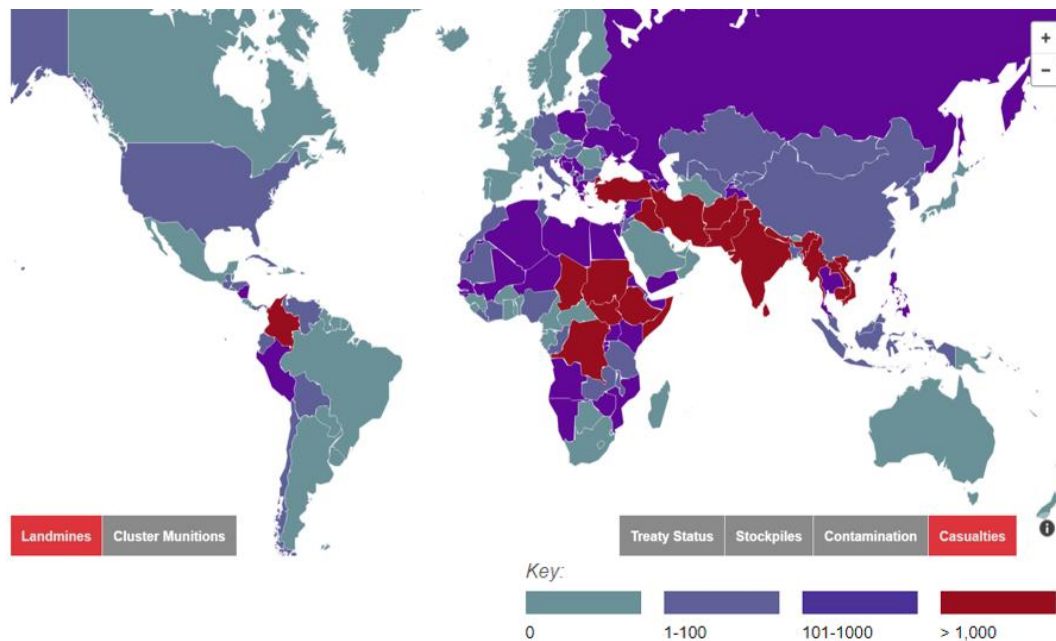 +
−
Landmines
Cluster Munitions
Treaty Status
Stockpiles
Contamination
Casualties
i
Key:
0
1-100
101-1000
> 1,000